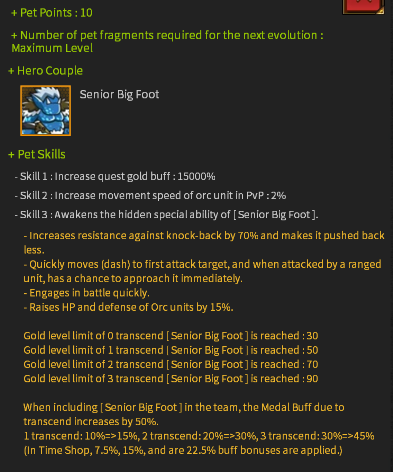 + Pet Points : 10
+ Number of pet fragments required for the next evolution :
Maximum Level
+ Hero Couple
Senior Big Foot
+ Pet Skills
- Skill 1 : Increase quest gold buff : 15000%
- Skill 2 : Increase movement speed of orc unit in PvP : 2%
- Skill 3 : Awakens the hidden special ability of [Senior Big Foot].
- Increases resistance against knock-back by 70% and makes it pushed back
less.
- Quickly moves (dash) to first attack target, and when attacked by a ranged
unit, has a chance to approach it immediately.
- Engages in battle quickly.
- Raises HP and defense of Orc units by 15%.
Gold level limit of 0 transcend [Senior Big Foot] is reached : 30
Gold level limit of 1 transcend [Senior Big Foot] is reached : 50
Gold level limit of 2 transcend [Senior Big Foot] is reached : 70
Gold level limit of 3 transcend [Senior Big Foot] is reached : 90
When including [Senior Big Foot] in the team, the Medal Buff due to
transcend increases by 50%.
1 transcend: 10%=>15%, 2 transcend: 20%=>30%, 3 transcend: 30%=>45%
(In Time Shop, 7.5%, 15%, and are 22.5% buff bonuses are applied.)